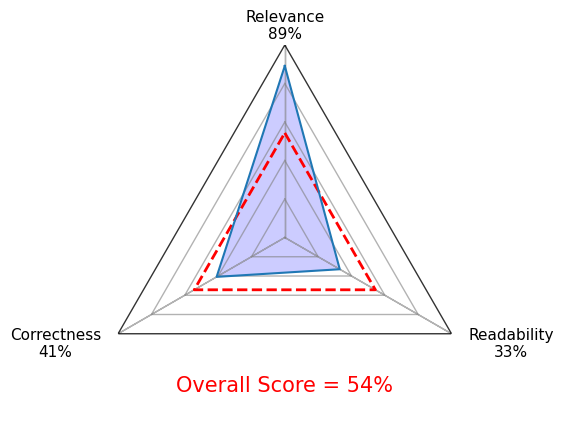 Relevance
89%
Correctness
41%
Readability
33%
Overall Score = 54%